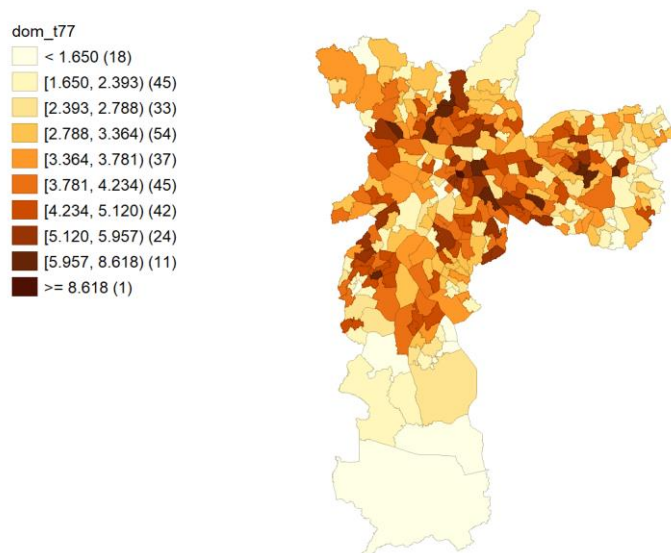 dom_t77
< 1.650 (18)
[1.650, 2.393) (45)
[2.393, 2.788) (33)
[2.788, 3.364) (54)
[3.364, 3.781) (37)
[3.781, 4.234) (45)
[4.234, 5.120) (42)
[5.120, 5.957) (24)
[5.957, 8.618) (11)
>= 8.618 (1)